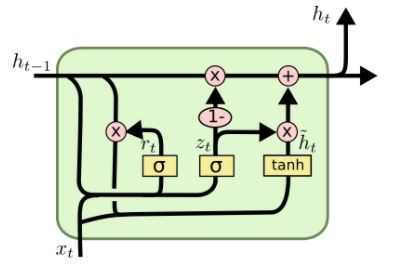 h_t
h_{t-1}
x +
1-
x x
r_t z_t h̃_t
σ σ tanh
x_t